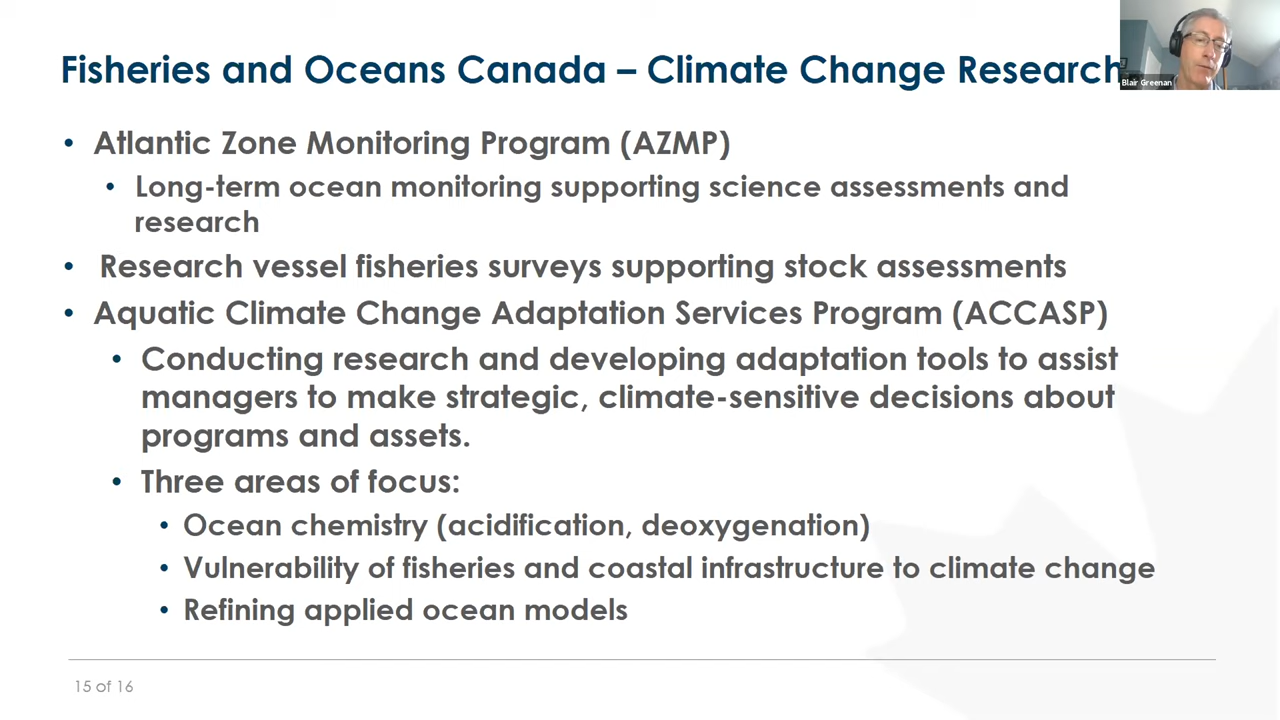 Fisheries and Oceans Canada – Climate Change Research
Blair Greenan
• Atlantic Zone Monitoring Program (AZMP)
• Long-term ocean monitoring supporting science assessments and
research
• Research vessel fisheries surveys supporting stock assessments
• Aquatic Climate Change Adaptation Services Program (ACCASP)
• Conducting research and developing adaptation tools to assist
managers to make strategic, climate-sensitive decisions about
programs and assets.
• Three areas of focus:
• Ocean chemistry (acidification, deoxygenation)
• Vulnerability of fisheries and coastal infrastructure to climate change
• Refining applied ocean models
15 of 16